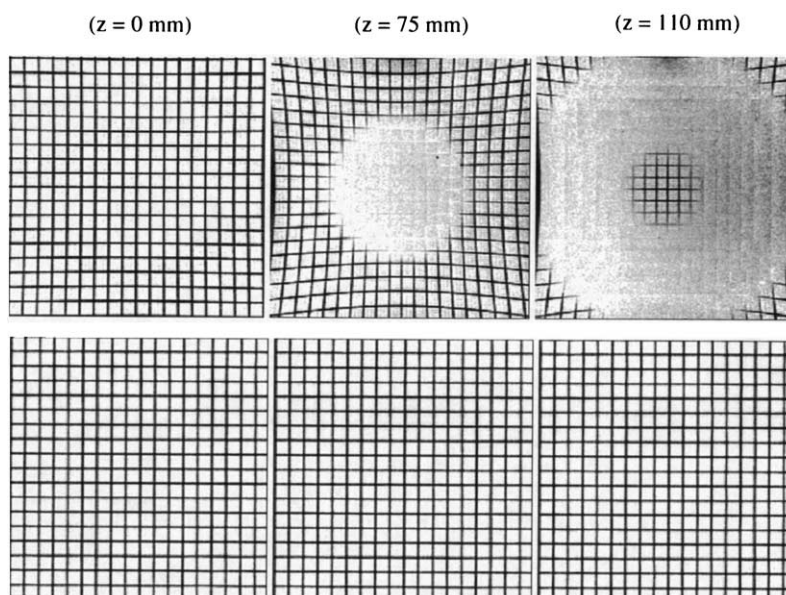 (z = 0 mm)
(z = 75 mm)
(z = 110 mm)